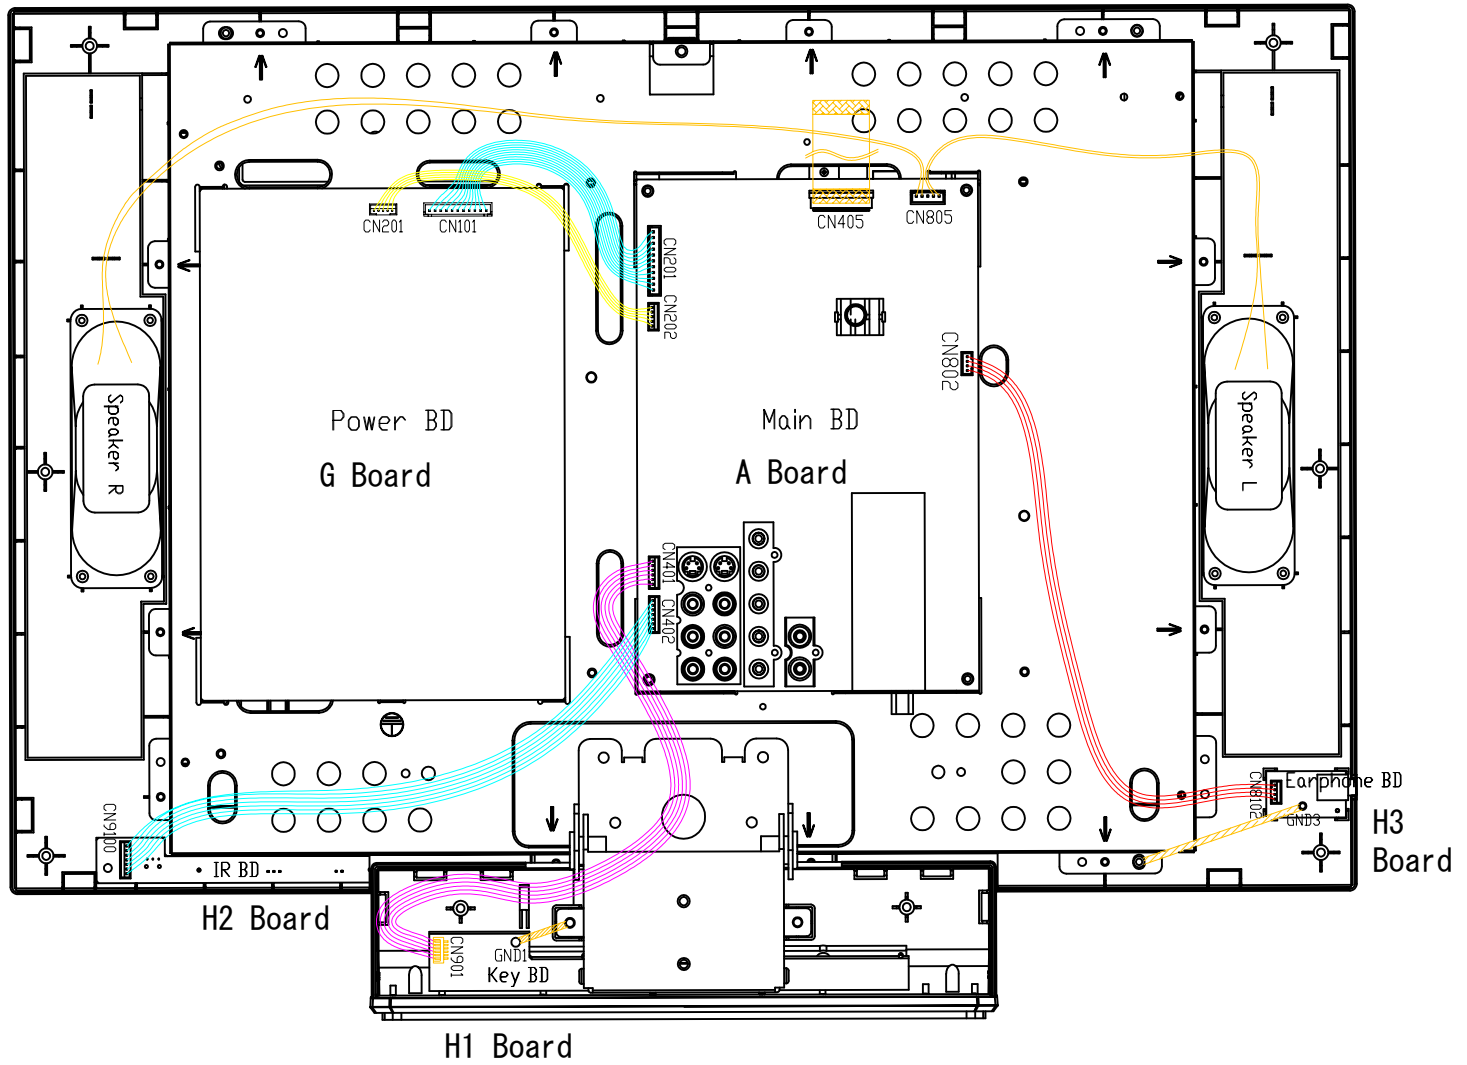 CN201
CN101
CN405
CN805
CN201
CN202
CN802
Power BD
G Board
Main BD
A Board
Speaker R
Speaker L
CN401
CN402
CN8102
Earphone BD
GND3
H3
Board
CN9100
IR BD
H2 Board
CN901
GND1
Key BD
H1 Board